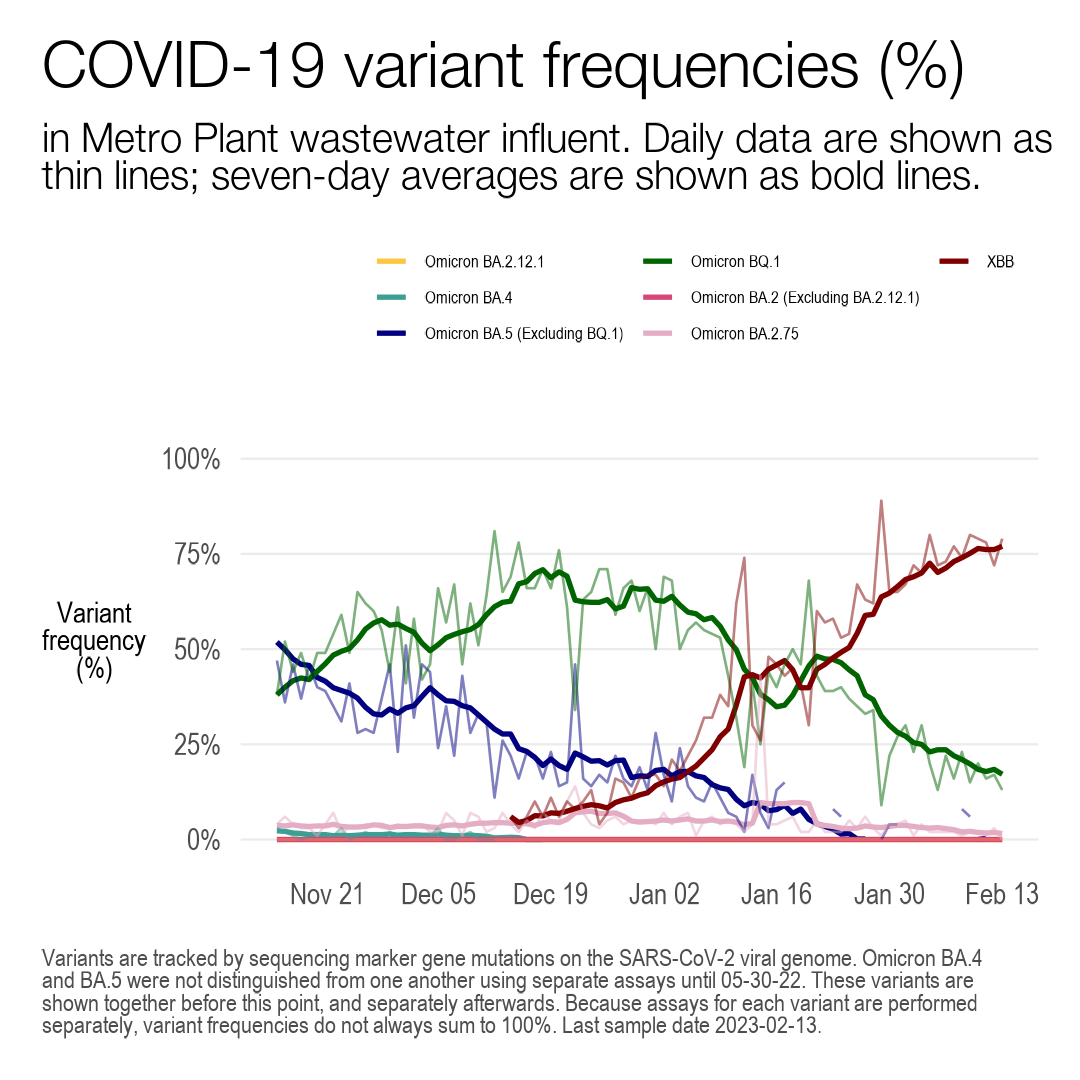 COVID-19 variant frequencies (%)
in Metro Plant wastewater influent. Daily data are shown as
thin lines; seven-day averages are shown as bold lines.
Omicron BA.2.12.1
Omicron BQ.1
XBB
Omicron BA.4
Omicron BA.2 (Excluding BA.2.12.1)
Omicron BA.5 (Excluding BQ.1)
Omicron BA.2.75
100%
75%
50%
25%
0%
Variant
frequency
(%)
Nov 21
Dec 05
Dec 19
Jan 02
Jan 16
Jan 30
Feb 13
Variants are tracked by sequencing marker gene mutations on the SARS-CoV-2 viral genome. Omicron BA.4
and BA.5 were not distinguished from one another using separate assays until 05-30-22. These variants are
shown together before this point, and separately afterwards. Because assays for each variant are performed
separately, variant frequencies do not always sum to 100%. Last sample date 2023-02-13.